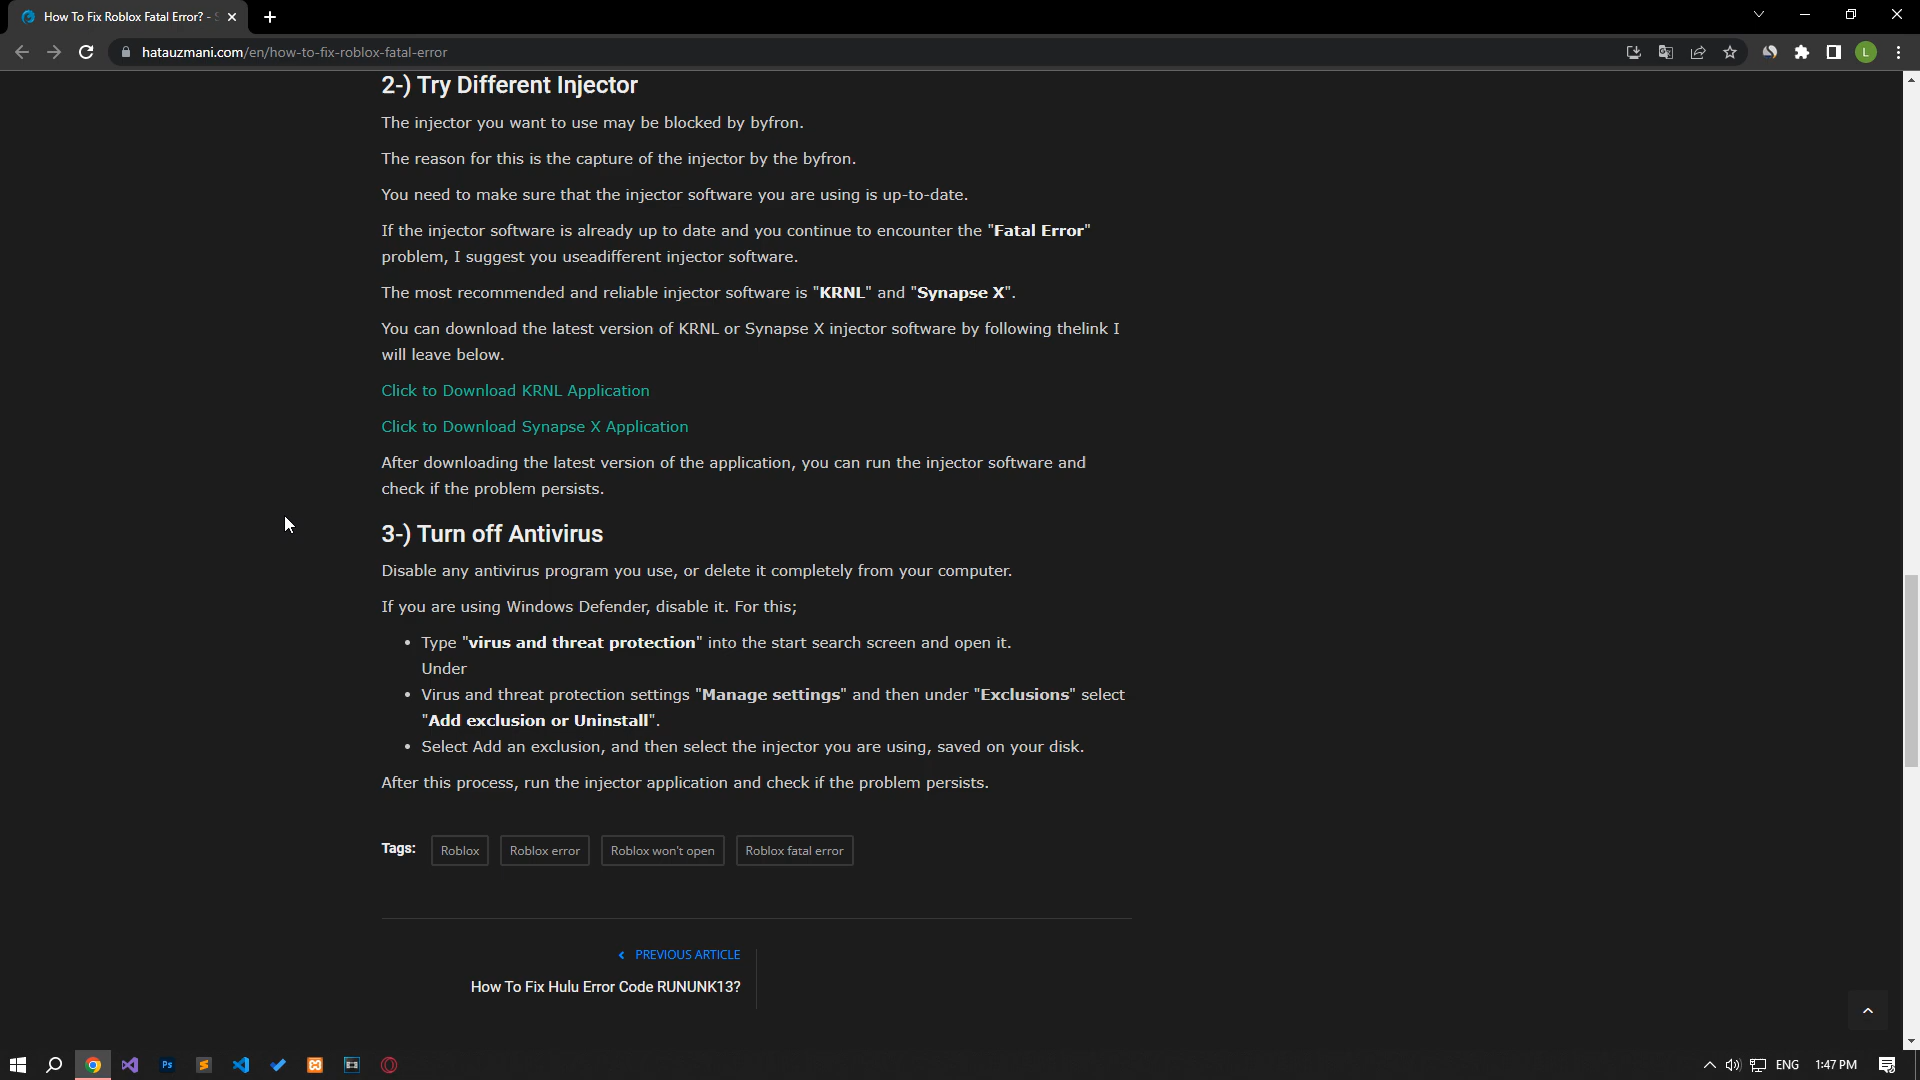 How To Fix Roblox Fatal Error? -
hatauzmani.com/en/how-to-fix-roblox-fatal-error
L
2-) Try Different Injector
The injector you want to use may be blocked by byfron.
The reason for this is the capture of the injector by the byfron.
You need to make sure that the injector software you are using is up-to-date.
If the injector software is already up to date and you continue to encounter the "Fatal Error"
problem, I suggest you useadifferent injector software.
The most recommended and reliable injector software is "KRNL" and "Synapse X".
You can download the latest version of KRNL or Synapse X injector software by following thelink I
will leave below.
Click to Download KRNL Application
Click to Download Synapse X Application
After downloading the latest version of the application, you can run the injector software and
check if the problem persists.
3-) Turn off Antivirus
Disable any antivirus program you use, or delete it completely from your computer.
If you are using Windows Defender, disable it. For this;
• Type "virus and threat protection" into the start search screen and open it.
Under
• Virus and threat protection settings "Manage settings" and then under "Exclusions" select
"Add exclusion or Uninstall".
• Select Add an exclusion, and then select the injector you are using, saved on your disk.
After this process, run the injector application and check if the problem persists.
Tags: Roblox Roblox error Roblox won't open Roblox fatal error
PREVIOUS ARTICLE
How To Fix Hulu Error Code RUNUNK13?
Ps
ENG 1:47 PM